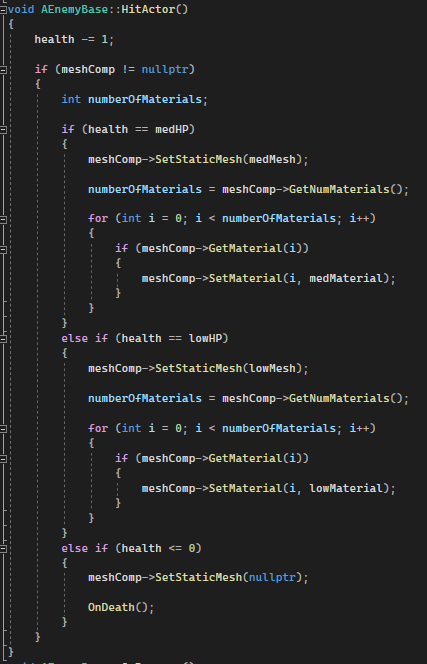 void AEnemyBase::HitActor()
{
    health -= 1;

    if (meshComp != nullptr)
    {
        int numberOfMaterials;

        if (health == medHP)
        {
            meshComp->SetStaticMesh(medMesh);

            numberOfMaterials = meshComp->GetNumMaterials();

            for (int i = 0; i < numberOfMaterials; i++)
            {
                if (meshComp->GetMaterial(i))
                {
                    meshComp->SetMaterial(i, medMaterial);
                }
            }
        }
        else if (health == lowHP)
        {
            meshComp->SetStaticMesh(lowMesh);

            numberOfMaterials = meshComp->GetNumMaterials();

            for (int i = 0; i < numberOfMaterials; i++)
            {
                if (meshComp->GetMaterial(i))
                {
                    meshComp->SetMaterial(i, lowMaterial);
                }
            }
        }
        else if (health <= 0)
        {
            meshComp->SetStaticMesh(nullptr);

            OnDeath();
        }
    }
}